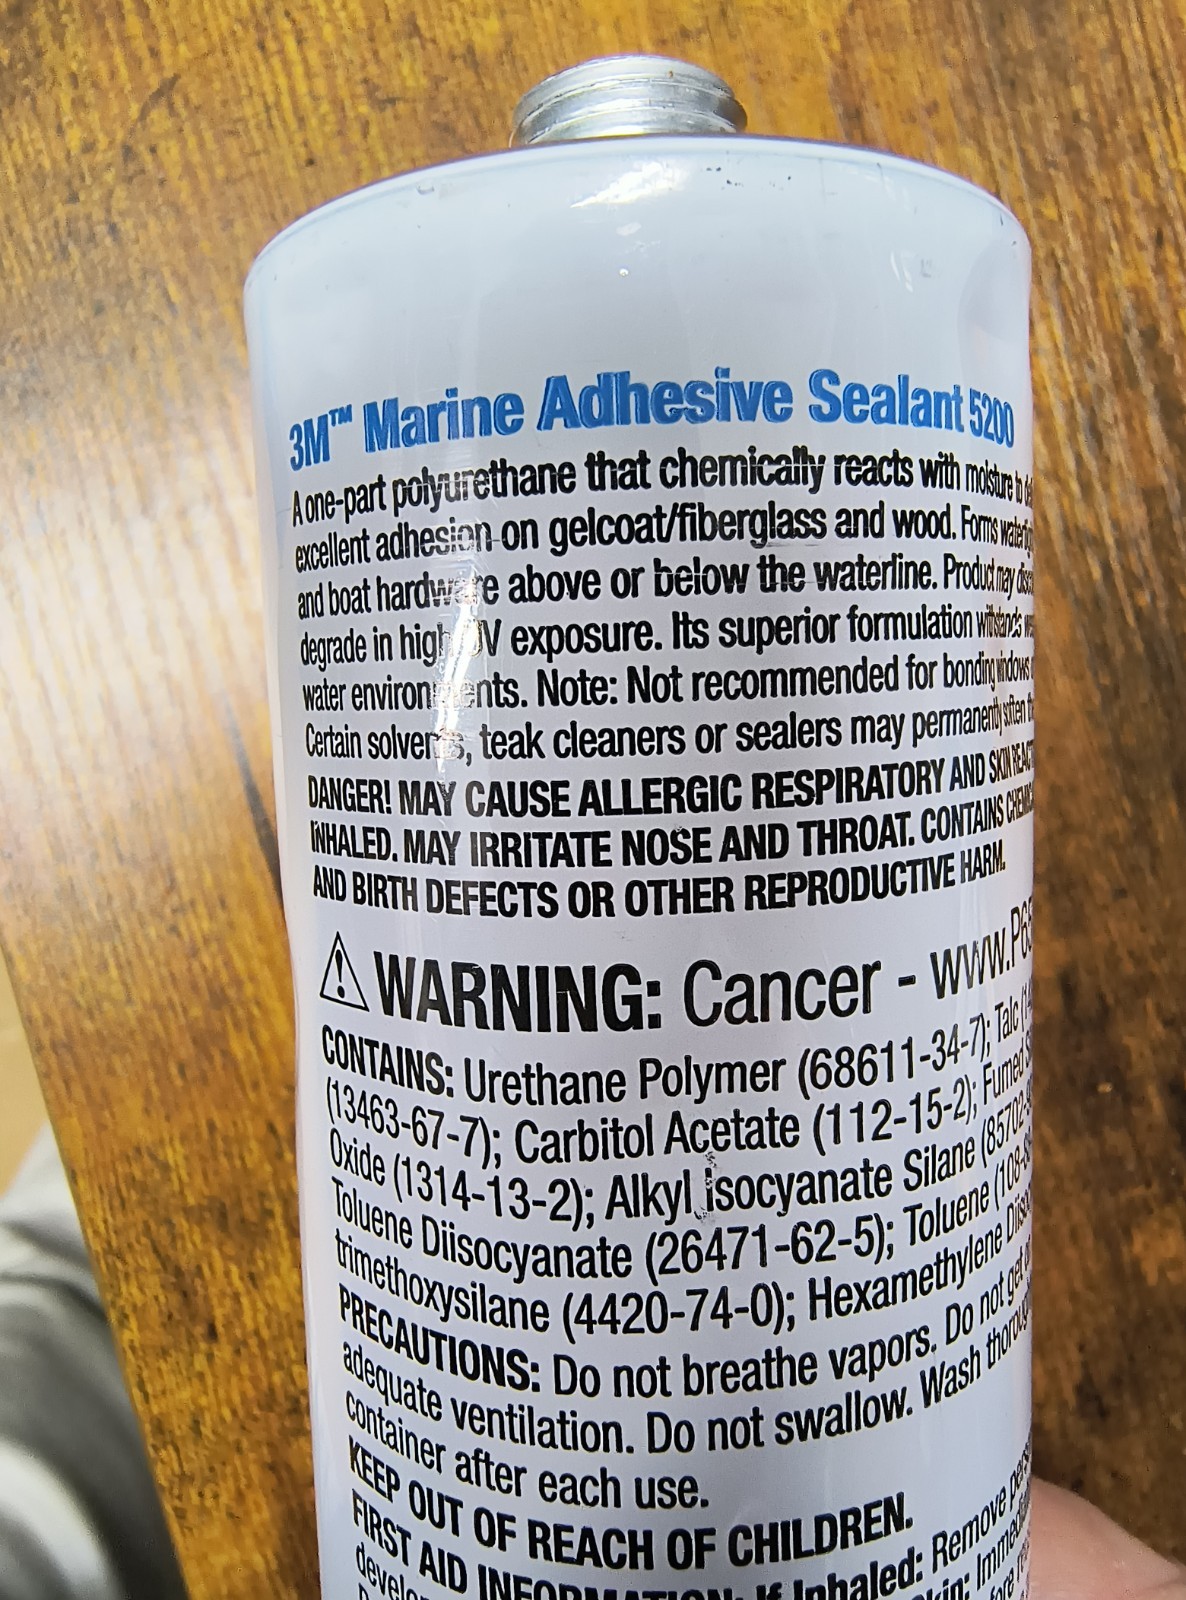 3M™ Marine Adhesive Sealant 5200
A one-part polyurethane that chemically reacts with moisture to
excellent adhesion on gelcoat/fiberglass and wood. Forms
and boat hardware above or below the waterline. Product may
degrade in high UV exposure. Its superior formulation withstands
water environments. Note: Not recommended for bonding windows
Certain solvents, teak cleaners or sealers may permanently soften
DANGER! MAY CAUSE ALLERGIC RESPIRATORY AND SKIN
INHALED. MAY IRRITATE NOSE AND THROAT. CONTAINS
AND BIRTH DEFECTS OR OTHER REPRODUCTIVE HARM.
WARNING: Cancer - www.P65
CONTAINS: Urethane Polymer (68611-34-7); Talc
(13463-67-7); Carbitol Acetate (112-15-2); Fumed
Oxide (1314-13-2); Alkyl Isocyanate Silane (85702-
Toluene Diisocyanate (26471-62-5); Toluene (108-88-
trimethoxysilane (4420-74-0); Hexamethylene
PRECAUTIONS: Do not breathe vapors. Do not get
adequate ventilation. Do not swallow. Wash
container after each use.
KEEP OUT OF REACH OF CHILDREN.
FIRST AID INFORMATION: If Inhaled: Remove
Skin: